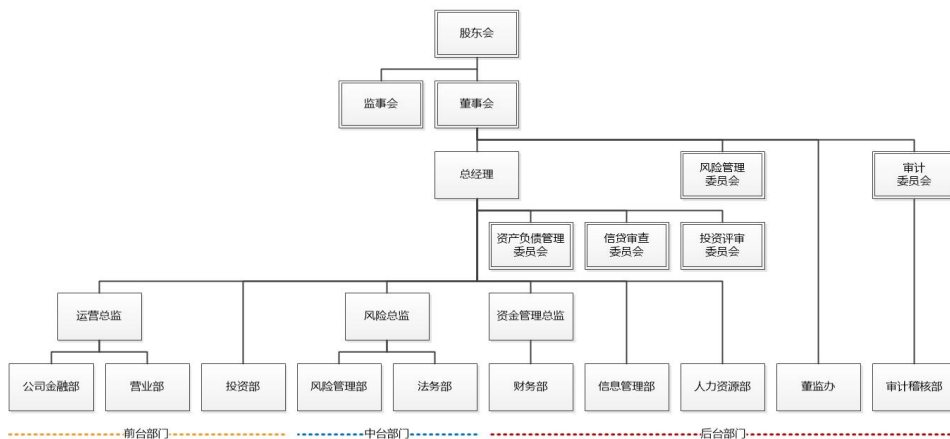 股东会
监事会
董事会
总经理
风险管理
委员会
审计
委员会
资产负债管理
委员会
信贷审查
委员会
投资评审
委员会
运营总监
风险总监
资金管理总监
公司金融部
营业部
投资部
风险管理部
法务部
财务部
信息管理部
人力资源部
董监办
审计稽核部
前台部门
中台部门
后台部门